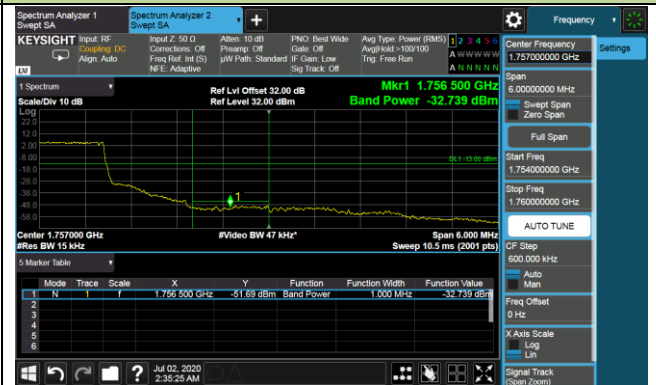 Spectrum Analyzer 1
Swept SA
Spectrum Analyzer 2
Swept SA
+
Frequency
KEYSIGHT
Input: RF
Coupling: DC
Align: Auto
Input Z: 50 Ω
Corrections: Off
Freq Ref: Int (S)
NFE: Adaptive
Atten: 10 dB
Preamp: Off
µW Path: Standard
PNO: Best Wide
Gate: Off
IF Gain: Low
Sig Track: Off
Avg Type: Power (RMS)
Avg|Hold:>100/100
Trig: Free Run
1 2 3 4 5 6
A W W W W W
A N N N N N
LXI
1 Spectrum
Scale/Div 10 dB
Ref Lvl Offset 32.00 dB
Ref Level 32.00 dBm
Mkr1 1.756 500 GHz
Band Power -32.739 dBm
Log
22.0
12.0
2.00
-8.00
-18.0
-28.0
-38.0
-48.0
-58.0
DL1 -13.00 dBm
1
Center 1.757000 GHz
#Res BW 15 kHz
#Video BW 47 kHz*
Span 6.000 MHz
Sweep 10.5 ms (2001 pts)
5 Marker Table
Mode Trace Scale X Y Function Function Width Function Value
1 N 1 f 1.756 500 GHz -51.69 dBm Band Power 1.000 MHz -32.739 dBm
2
3
4
5
6
Jul 02, 2020
2:35:25 AM
Center Frequency
1.757000000 GHz
Span
6.00000000 MHz
Swept Span
Zero Span
Full Span
Start Freq
1.754000000 GHz
Stop Freq
1.760000000 GHz
AUTO TUNE
CF Step
600.000 kHz
Auto
Man
Freq Offset
0 Hz
X Axis Scale
Log
Lin
Signal Track
(Span Zoom)
Settings